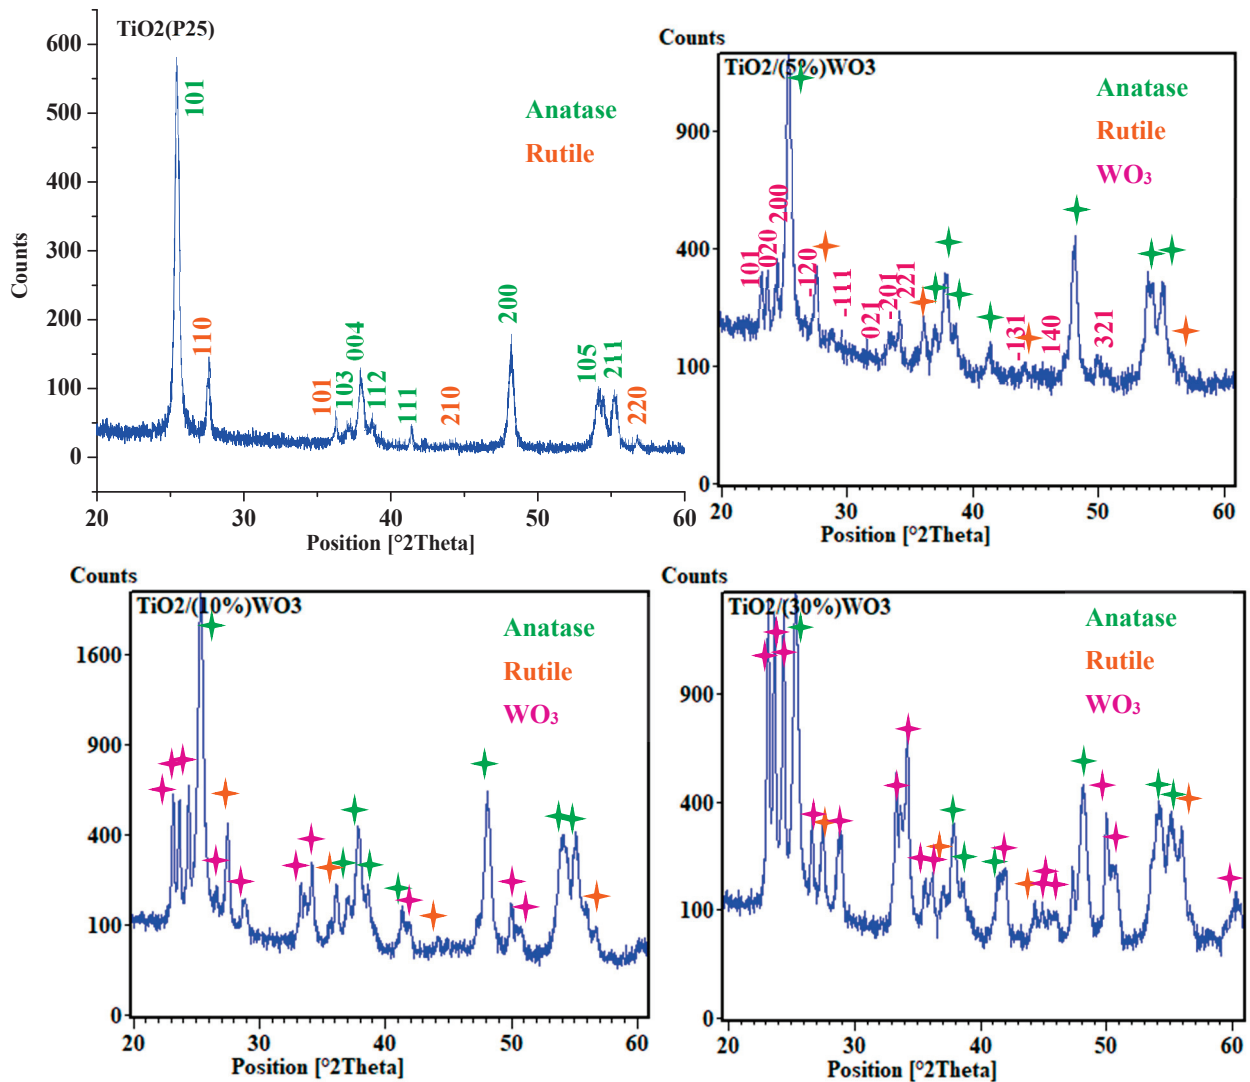 TiO2(P25)
600
500
400
300
200
100
0
Counts
101
110
101
103
004
112
111
210
200
105
211
220
Anatase
Rutile
20
30
40
50
60
Position [°2Theta]
Counts
TiO2/(5%)WO3
Anatase
Rutile
WO₃
900
400
100
0
101
020
200
-120
-111
021
-201
221
-131
140
321
20
30
40
50
60
Position [°2Theta]
Counts
TiO2/(10%)WO3
Anatase
Rutile
WO₃
1600
900
400
100
0
20
30
40
50
60
Position [°2Theta]
Counts
TiO2/(30%)WO3
Anatase
Rutile
WO₃
900
400
100
0
20
30
40
50
60
Position [°2Theta]